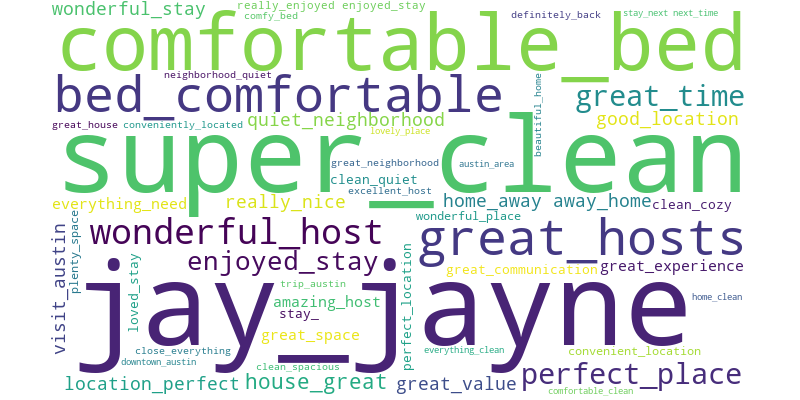 wonderful_stay
really_enjoyed enjoyed_stay
comfy_bed
definitely_back
stay_next next_time
comfortable_bed
neighborhood_quiet
bed_comfortable
beautiful_home
great_time
great_house
conveniently_located
quiet_neighborhood
lovely_place
good_location
super_clean
great_neighborhood
austin_area
clean_quiet
excellent_host
everything_need
really_nice
home_away away_home
clean_cozy
plenty_space
wonderful_place
visit_austin
wonderful_host
great_hosts
enjoyed_stay
loved_stay
perfect_location
great_communication
great_experience
jay_jayne
trip_austin
amazing_host
home_clean
stay_
great_space
close_everything
everything_clean
convenient_location
downtown_austin
clean_spacious
location_perfect
house_great
great_value
perfect_place
comfortable_clean